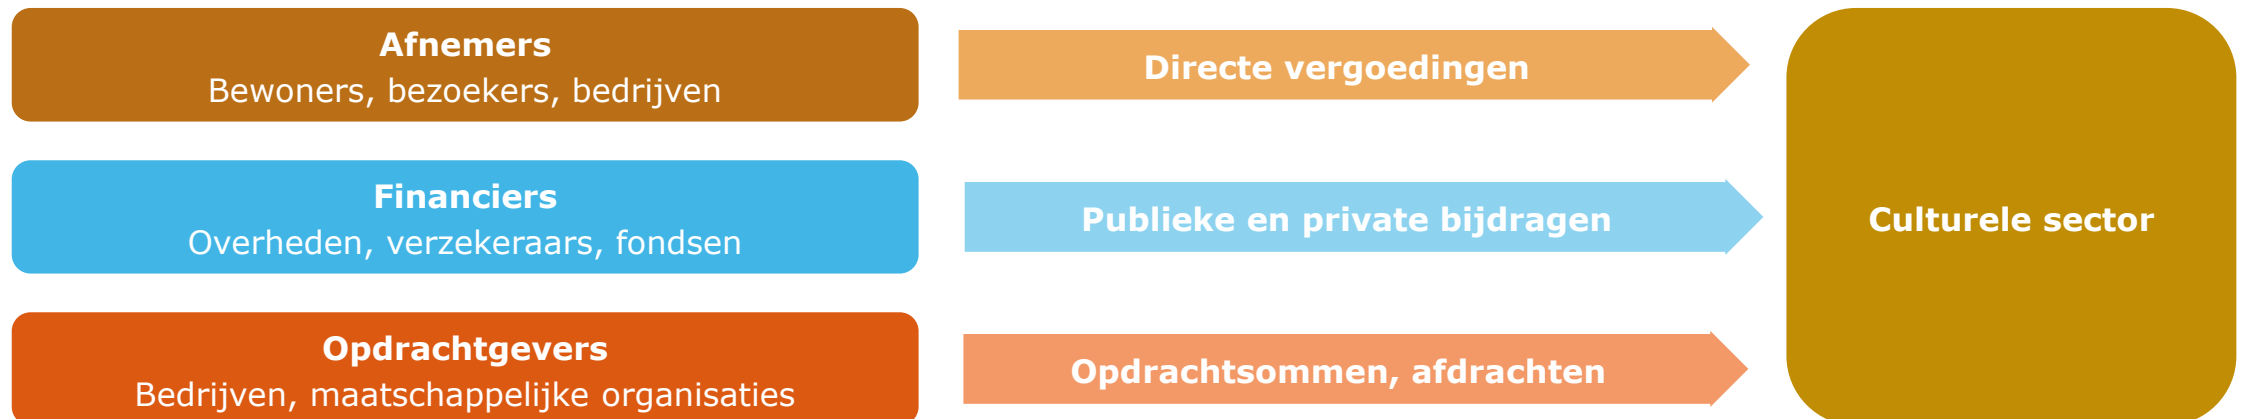 Afnemers
Bewoners, bezoekers, bedrijven
Directe vergoedingen
Financiers
Overheden, verzekeraars, fondsen
Publieke en private bijdragen
Culturele sector
Opdrachtgevers
Bedrijven, maatschappelijke organisaties
Opdrachtsommen, afdrachten